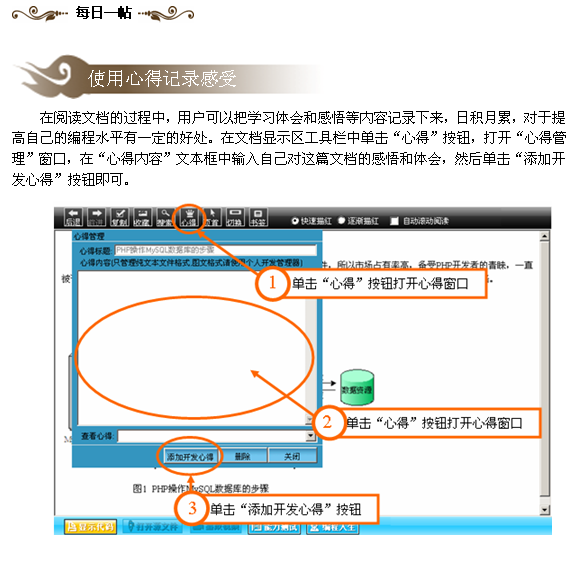 每日一帖
使用心得记录感受
在阅读文档的过程中，用户可以把学习体会和感悟等内容记录下来，日积月累，对于提
高自己的编程水平有一定的好处。在文档显示区工具栏中单击“心得”按钮，打开“心得管
理”窗口，在“心得内容”文本框中输入自己对这篇文档的感悟和体会，然后单击“添加开
发心得”按钮即可。
后退 前进 复制 收藏 搜索 心得 首页 切换 书签 快速描红 逐渐描红 自动滚动阅读
心得管理
心得标题: PHP操作MySQL数据库的步骤
心得内容(只管理纯文本文件格式,图文格式请使用个人开发管理器)
件，所以市场占有率高，备受PHP开发者的青睐，一直
被
1 单击“心得”按钮打开心得窗口
数据库
2 单击“心得”按钮打开心得窗口
查看心得:
添加开发心得 删除 关闭
图1 PHP操作MySQL数据库的步骤
3 单击“添加开发心得”按钮
打开源文件 能力测试 编程人生